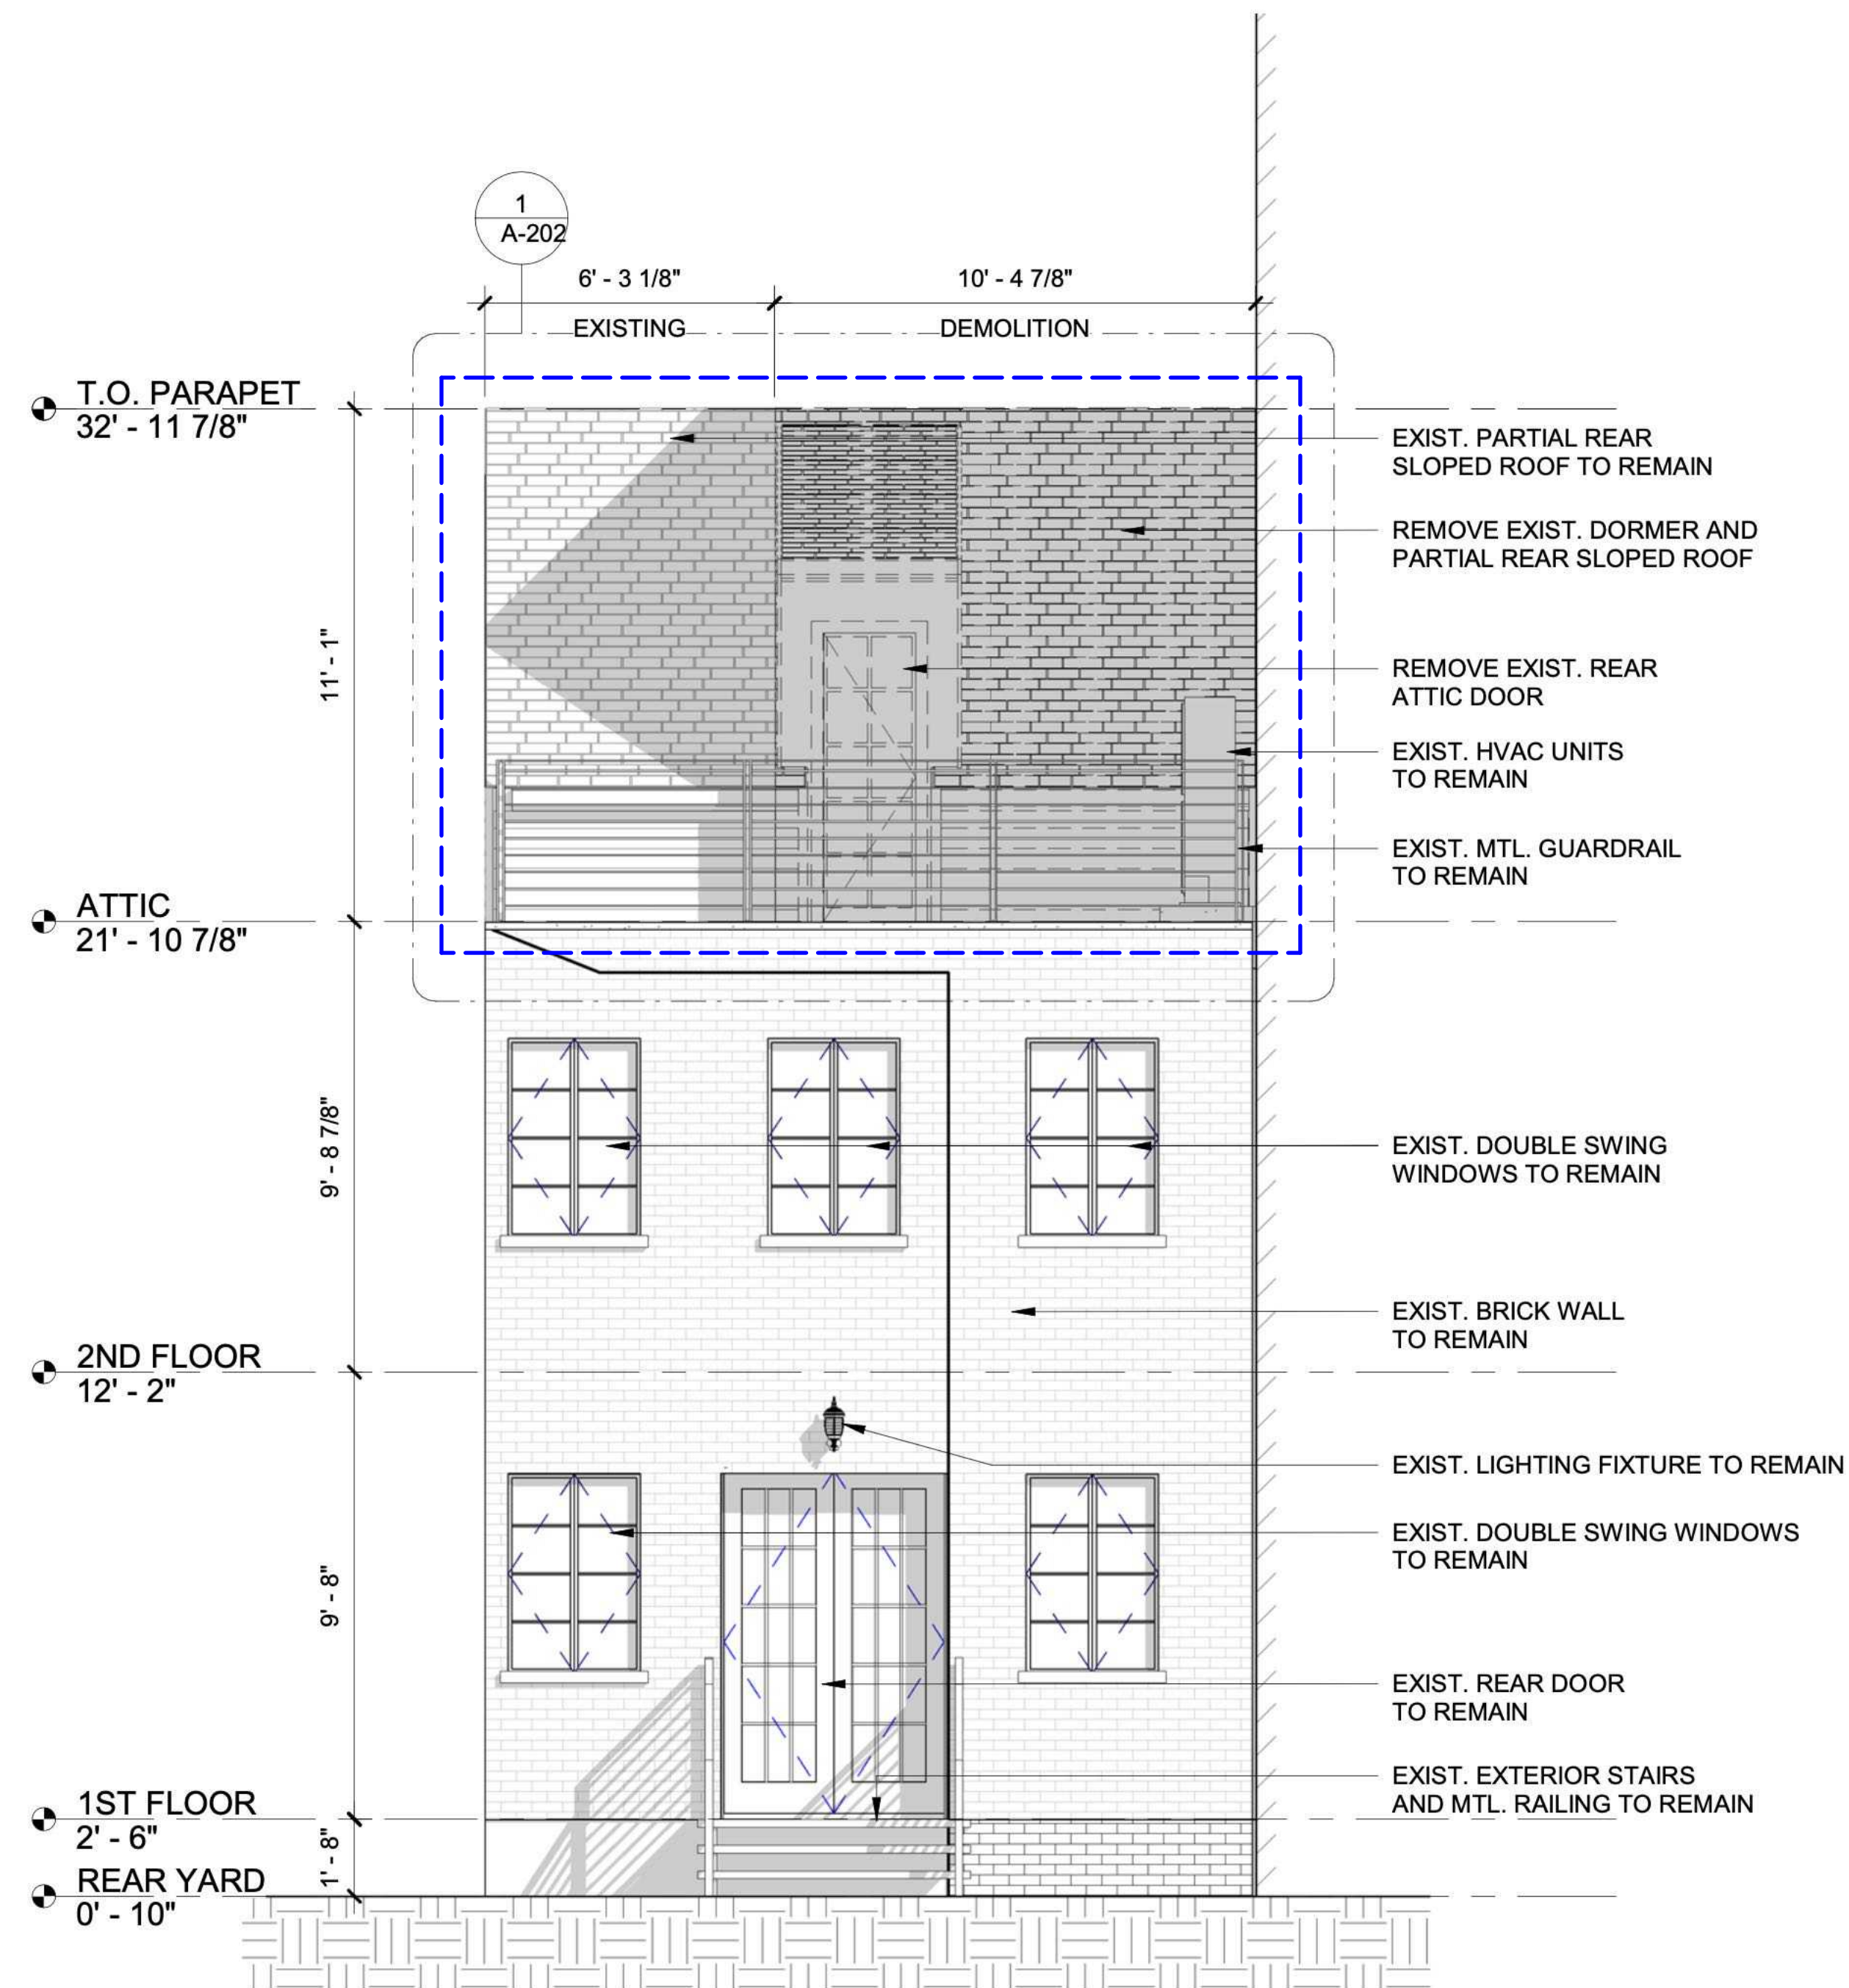 1
A-202
6' - 3 1/8"
10' - 4 7/8"
EXISTING
DEMOLITION
T.O. PARAPET
32' - 11 7/8"
EXIST. PARTIAL REAR
SLOPED ROOF TO REMAIN
REMOVE EXIST. DORMER AND
PARTIAL REAR SLOPED ROOF
11' - 1"
REMOVE EXIST. REAR
ATTIC DOOR
EXIST. HVAC UNITS
TO REMAIN
EXIST. MTL. GUARDRAIL
TO REMAIN
ATTIC
21' - 10 7/8"
9' - 8 7/8"
EXIST. DOUBLE SWING
WINDOWS TO REMAIN
EXIST. BRICK WALL
TO REMAIN
2ND FLOOR
12' - 2"
EXIST. LIGHTING FIXTURE TO REMAIN
EXIST. DOUBLE SWING WINDOWS
TO REMAIN
9' - 8"
EXIST. REAR DOOR
TO REMAIN
EXIST. EXTERIOR STAIRS
AND MTL. RAILING TO REMAIN
1ST FLOOR
2' - 6"
1' - 8"
REAR YARD
0' - 10"